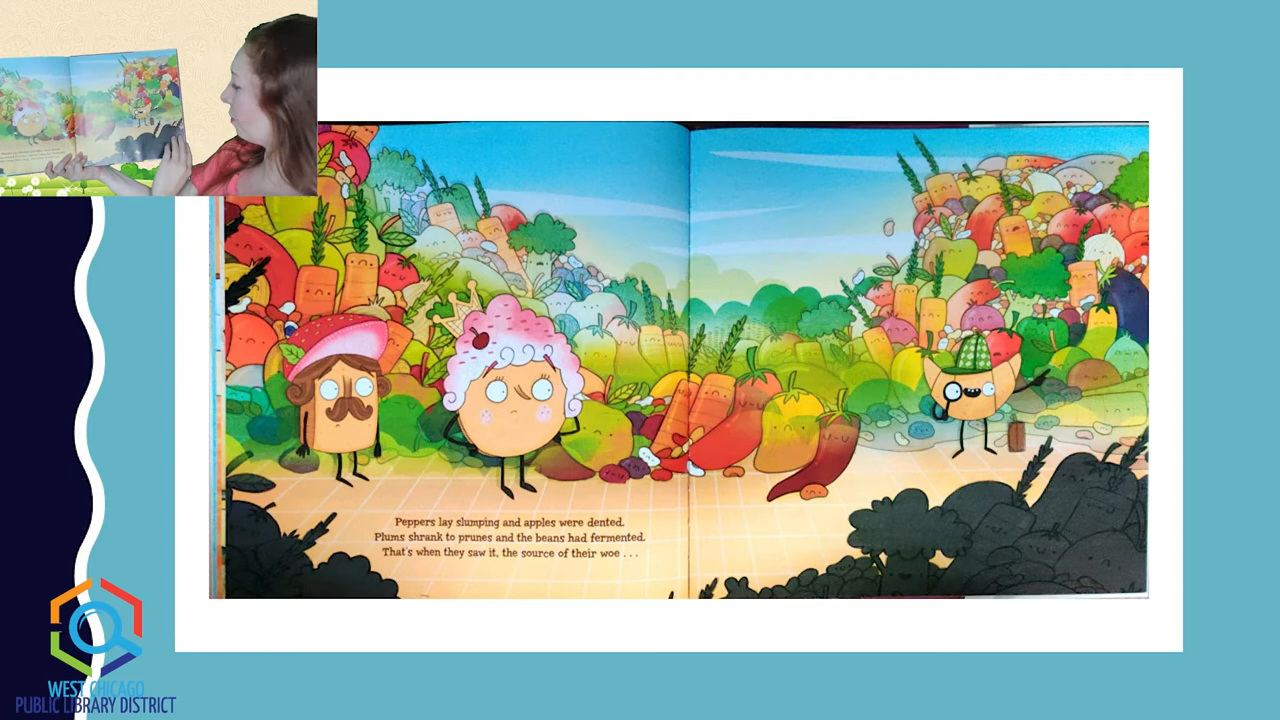 Peppers lay slumping and apples were dented.
Plums shrank to prunes and the beans had fermented.
That's when they saw it, the source of their woe . . .
WEST CHICAGO
PUBLIC LIBRARY DISTRICT